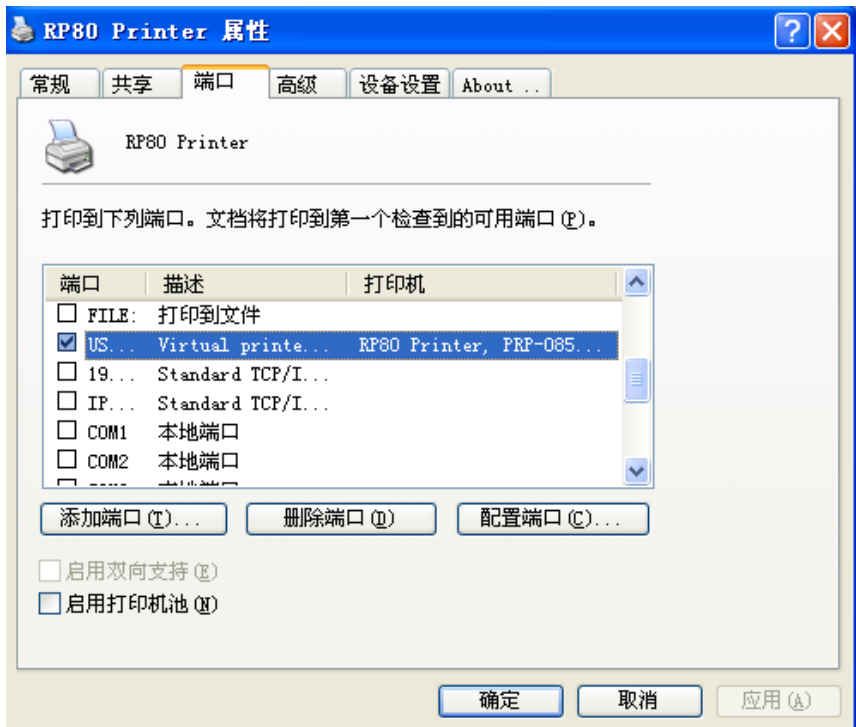 RP80 Printer 属性
常规 共享 端口 高级 设备设置 About ..
RP80 Printer
打印到下列端口。文档将打印到第一个检查到的可用端口(P)。
端口 描述 打印机
FILE: 打印到文件
US... Virtual printe... RP80 Printer, PRP-085...
19... Standard TCP/I...
IP... Standard TCP/I...
COM1 本地端口
COM2 本地端口
添加端口(T)... 删除端口(D) 配置端口(C)...
启用双向支持(E)
启用打印机池(N)
确定 取消 应用(A)